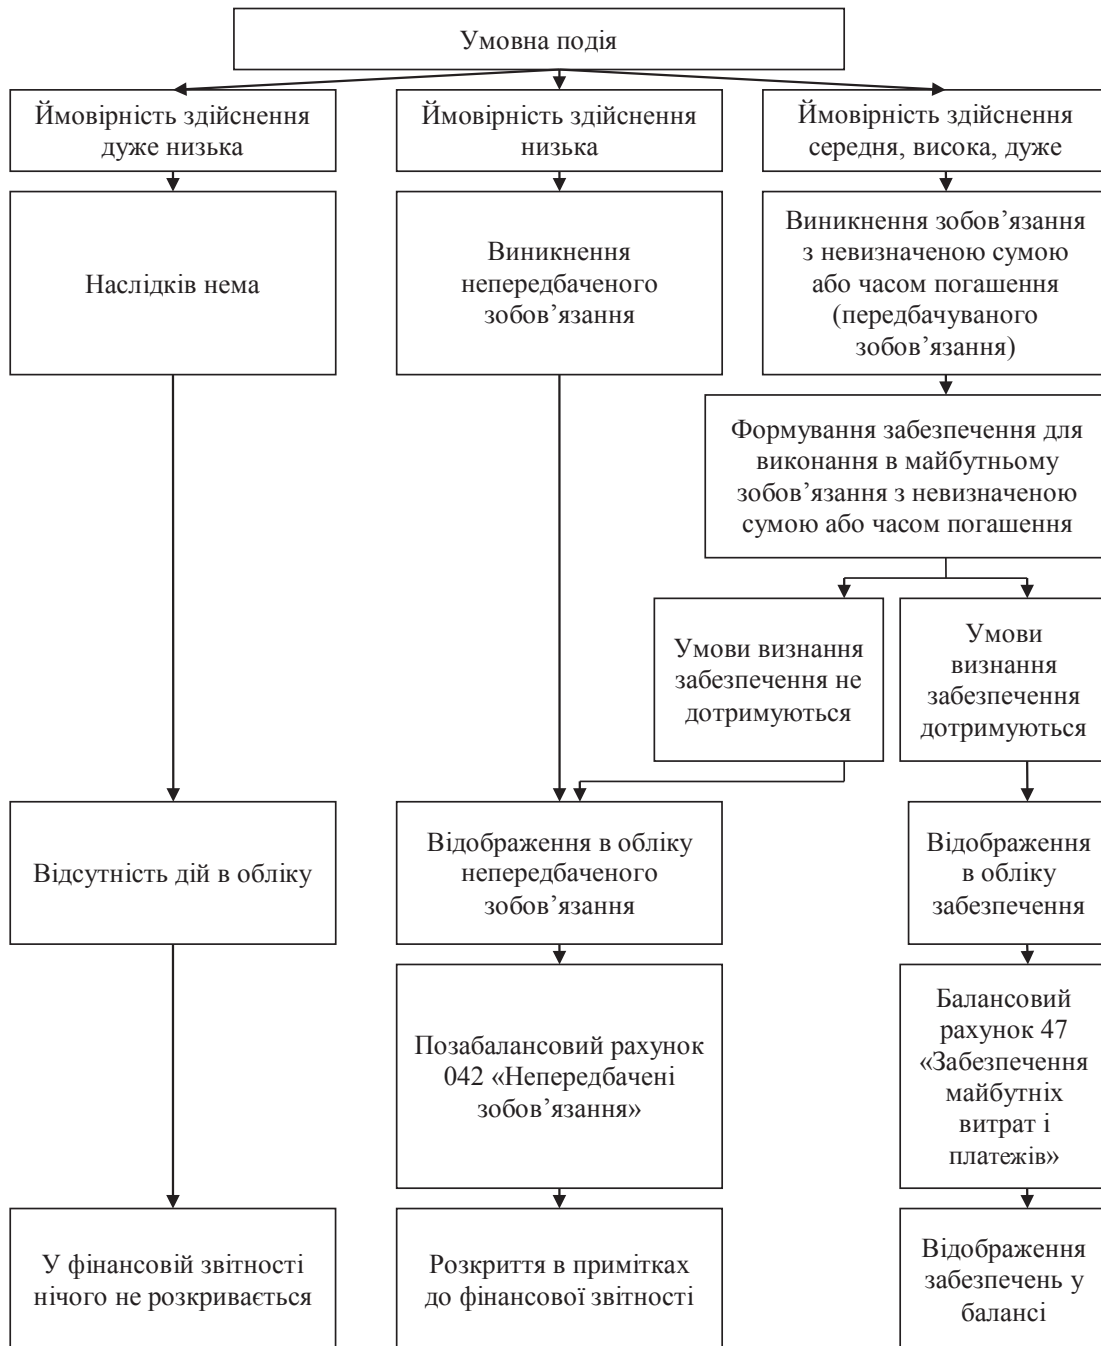 Умовна подія
Ймовірність здійснення
дуже низька
Ймовірність здійснення
низька
Ймовірність здійснення
середня, висока, дуже
Наслідків нема
Виникнення
непередбаченого
зобов’язання
Виникнення зобов’язання
з невизначеною сумою
або часом погашення
(передбачуваного
зобов’язання)
Формування забезпечення для
виконання в майбутньому
зобов’язання з невизначеною
сумою або часом погашення
Умови визнання
забезпечення не
дотримуються
Умови
визнання
забезпечення
дотримуються
Відсутність дій в обліку
Відображення в обліку
непередбаченого
зобов’язання
Відображення
в обліку
забезпечення
Позабалансовий рахунок
042 «Непередбачені
зобов’язання»
Балансовий
рахунок 47
«Забезпечення
майбутніх
витрат і
платежів»
У фінансовій звітності
нічого не розкривається
Розкриття в примітках
до фінансової звітності
Відображення
забезпечень у
балансі